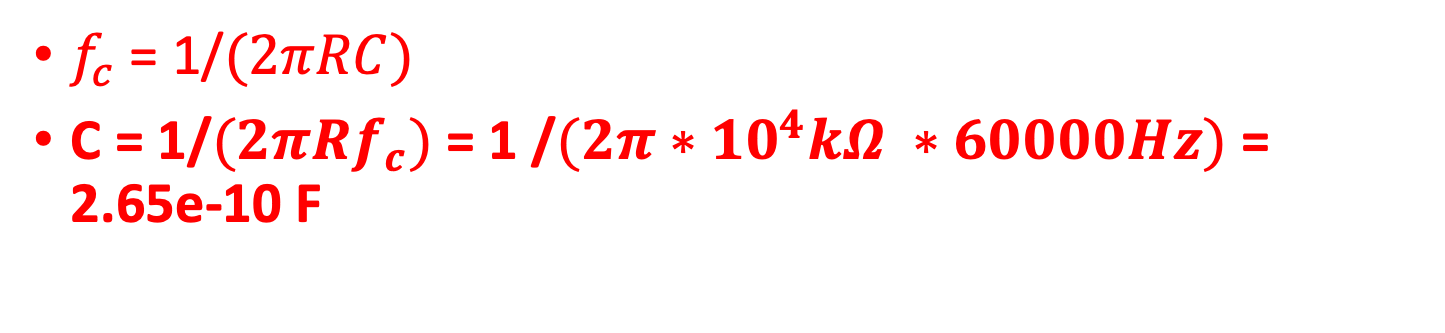 • f_c = 1/(2πRC)
• C = 1/(2πRf_c) = 1 /(2π ∗ 10⁴kΩ ∗ 60000Hz) =
2.65e-10 F